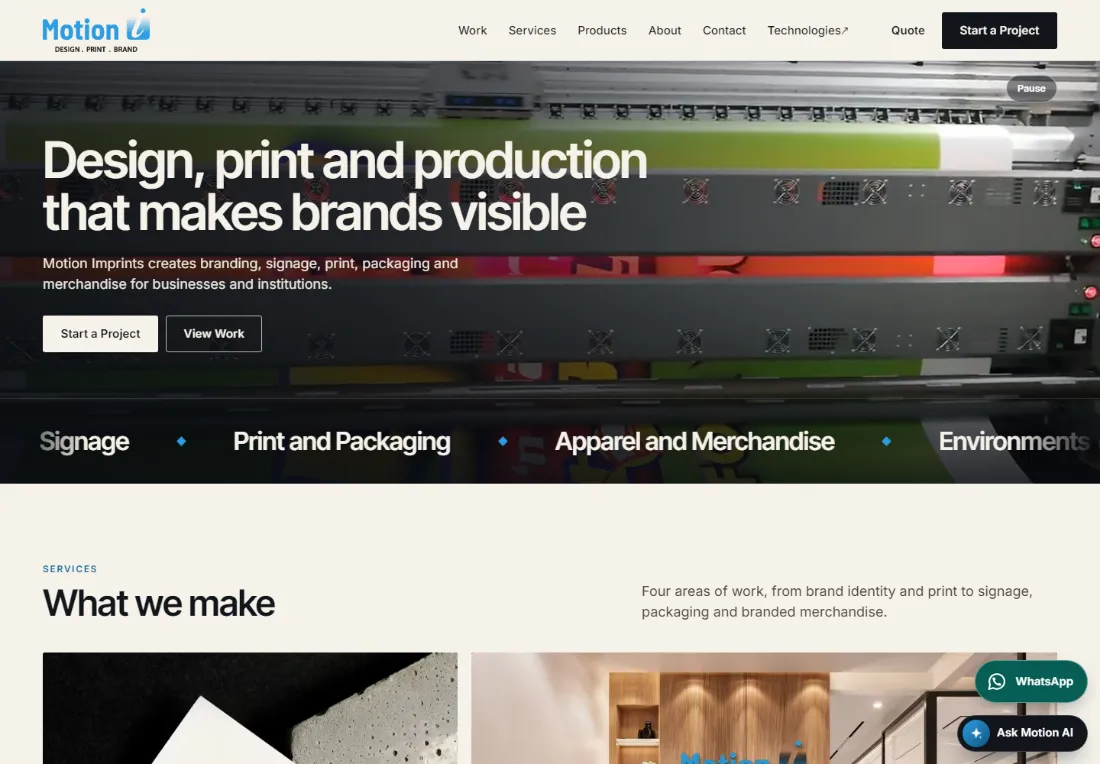 Motion i
DESIGN . PRINT . BRAND
Work
Services
Products
About
Contact
Technologies↗
Quote
Start a Project
Pause
Design, print and production
that makes brands visible
Motion Imprints creates branding, signage, print, packaging and
merchandise for businesses and institutions.
Start a Project
View Work
Signage
Print and Packaging
Apparel and Merchandise
Environments
SERVICES
What we make
Four areas of work, from brand identity and print to signage,
packaging and branded merchandise.
Motion i
WhatsApp
Ask Motion AI